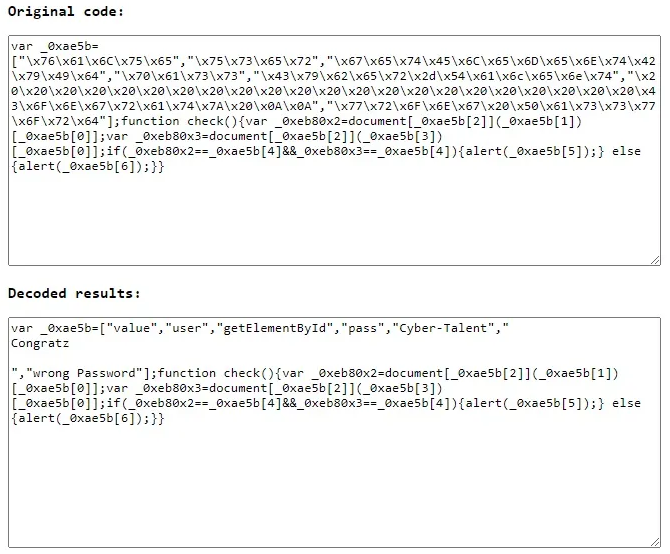 Original code:
var _0xae5b=
["\x76\x61\x6C\x75\x65","\x75\x73\x65\x72","\x67\x65\x74\x45\x6C\x65\x6D\x65\x6E\x74\x42
\x79\x49\x64","\x70\x61\x73\x73","\x43\x79\x62\x65\x72\x2d\x54\x61\x6c\x65\x6e\x74","\x2
0\x20\x20\x20\x20\x20\x20\x20\x20\x20\x20\x20\x20\x20\x20\x20\x20\x20\x20\x20\x20\x20\x4
3\x6F\x6E\x67\x72\x61\x74\x7A\x20\x0A\x0A","\x77\x72\x6F\x6E\x67\x20\x50\x61\x73\x73\x77
\x6F\x72\x64"];function check(){var _0xeb80x2=document[_0xae5b[2]](_0xae5b[1])
[_0xae5b[0]];var _0xeb80x3=document[_0xae5b[2]](_0xae5b[3])
[_0xae5b[0]];if(_0xeb80x2==_0xae5b[4]&&_0xeb80x3==_0xae5b[4]){alert(_0xae5b[5]);} else
{alert(_0xae5b[6]);}}
Decoded results:
var _0xae5b=["value","user","getElementById","pass","Cyber-Talent","
Congratz
","wrong Password"];function check(){var _0xeb80x2=document[_0xae5b[2]](_0xae5b[1])
[_0xae5b[0]];var _0xeb80x3=document[_0xae5b[2]](_0xae5b[3])
[_0xae5b[0]];if(_0xeb80x2==_0xae5b[4]&&_0xeb80x3==_0xae5b[4]){alert(_0xae5b[5]);} else
{alert(_0xae5b[6]);}}